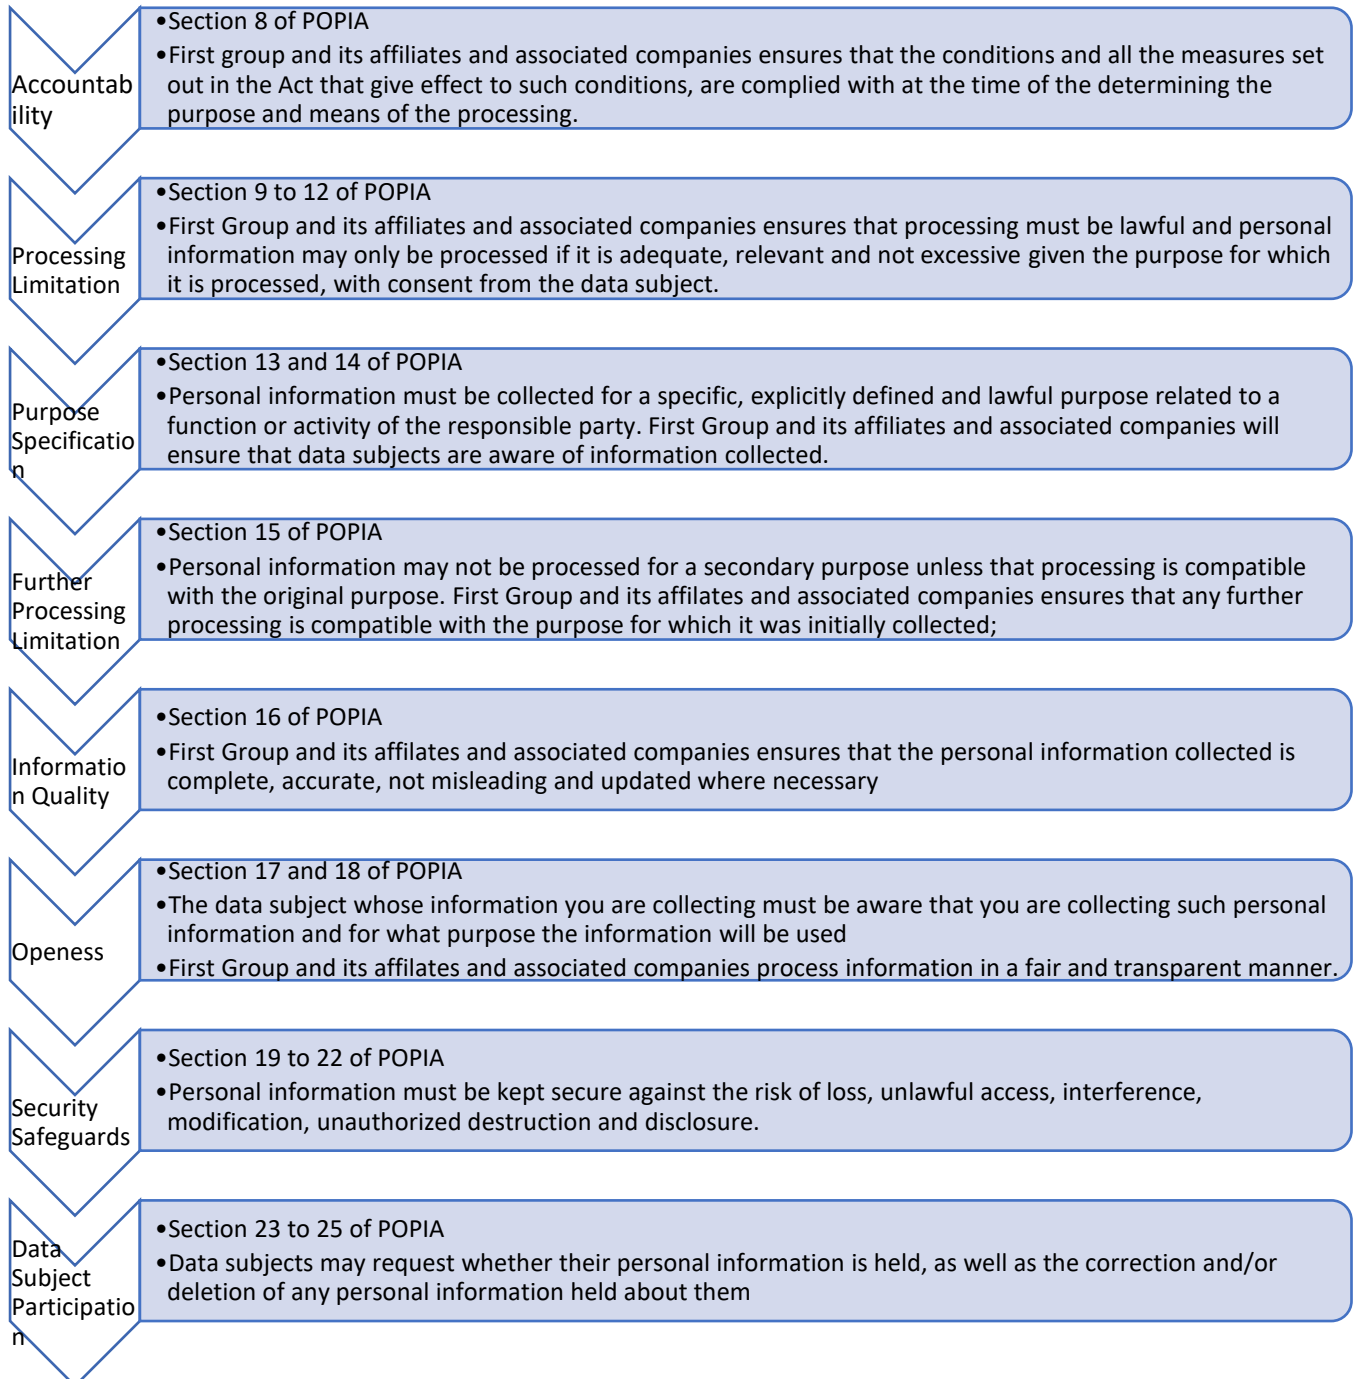 Accountab
ility
•Section 8 of POPIA
•First group and its affiliates and associated companies ensures that the conditions and all the measures set
out in the Act that give effect to such conditions, are complied with at the time of the determining the
purpose and means of the processing.
Processing
Limitation
•Section 9 to 12 of POPIA
•First Group and its affiliates and associated companies ensures that processing must be lawful and personal
information may only be processed if it is adequate, relevant and not excessive given the purpose for which
it is processed, with consent from the data subject.
Purpose
Specificatio
n
•Section 13 and 14 of POPIA
•Personal information must be collected for a specific, explicitly defined and lawful purpose related to a
function or activity of the responsible party. First Group and its affiliates and associated companies will
ensure that data subjects are aware of information collected.
Further
Processing
Limitation
•Section 15 of POPIA
•Personal information may not be processed for a secondary purpose unless that processing is compatible
with the original purpose. First Group and its affilates and associated companies ensures that any further
processing is compatible with the purpose for which it was initially collected;
Informatio
n Quality
•Section 16 of POPIA
•First Group and its affilates and associated companies ensures that the personal information collected is
complete, accurate, not misleading and updated where necessary
Openess
•Section 17 and 18 of POPIA
•The data subject whose information you are collecting must be aware that you are collecting such personal
information and for what purpose the information will be used
•First Group and its affilates and associated companies process information in a fair and transparent manner.
Security
Safeguards
•Section 19 to 22 of POPIA
•Personal information must be kept secure against the risk of loss, unlawful access, interference,
modification, unauthorized destruction and disclosure.
Data
Subject
Participatio
n
•Section 23 to 25 of POPIA
•Data subjects may request whether their personal information is held, as well as the correction and/or
deletion of any personal information held about them